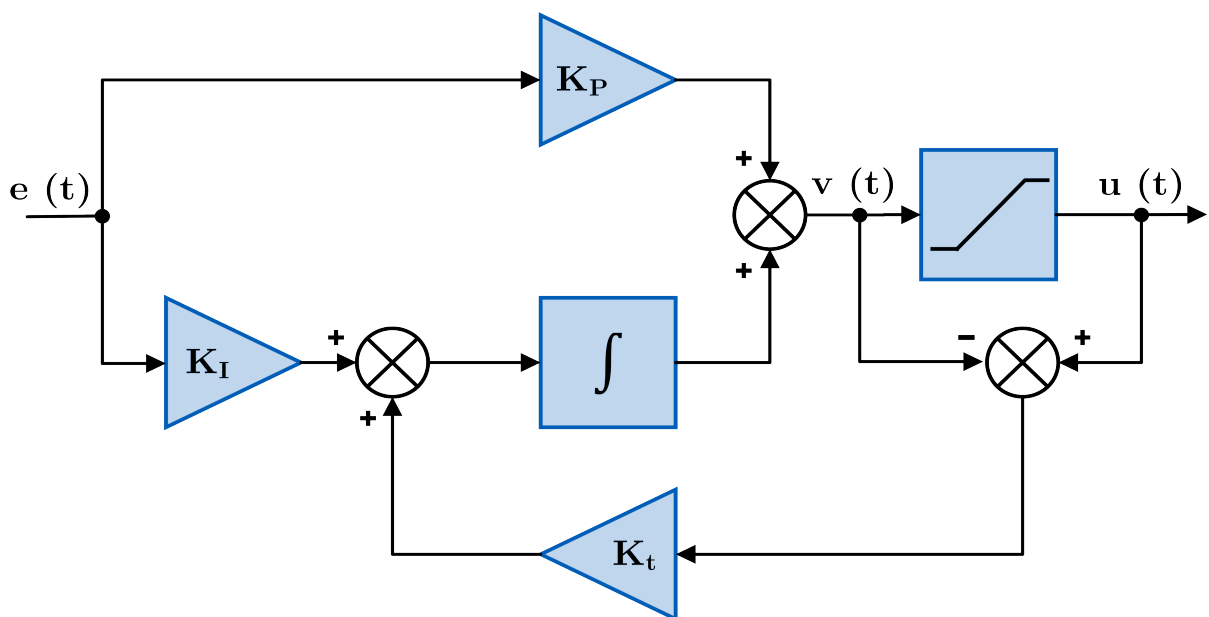 K_P
+
e (t)
v (t)
u (t)
+
K_I
+
∫
-
+
+
K_t